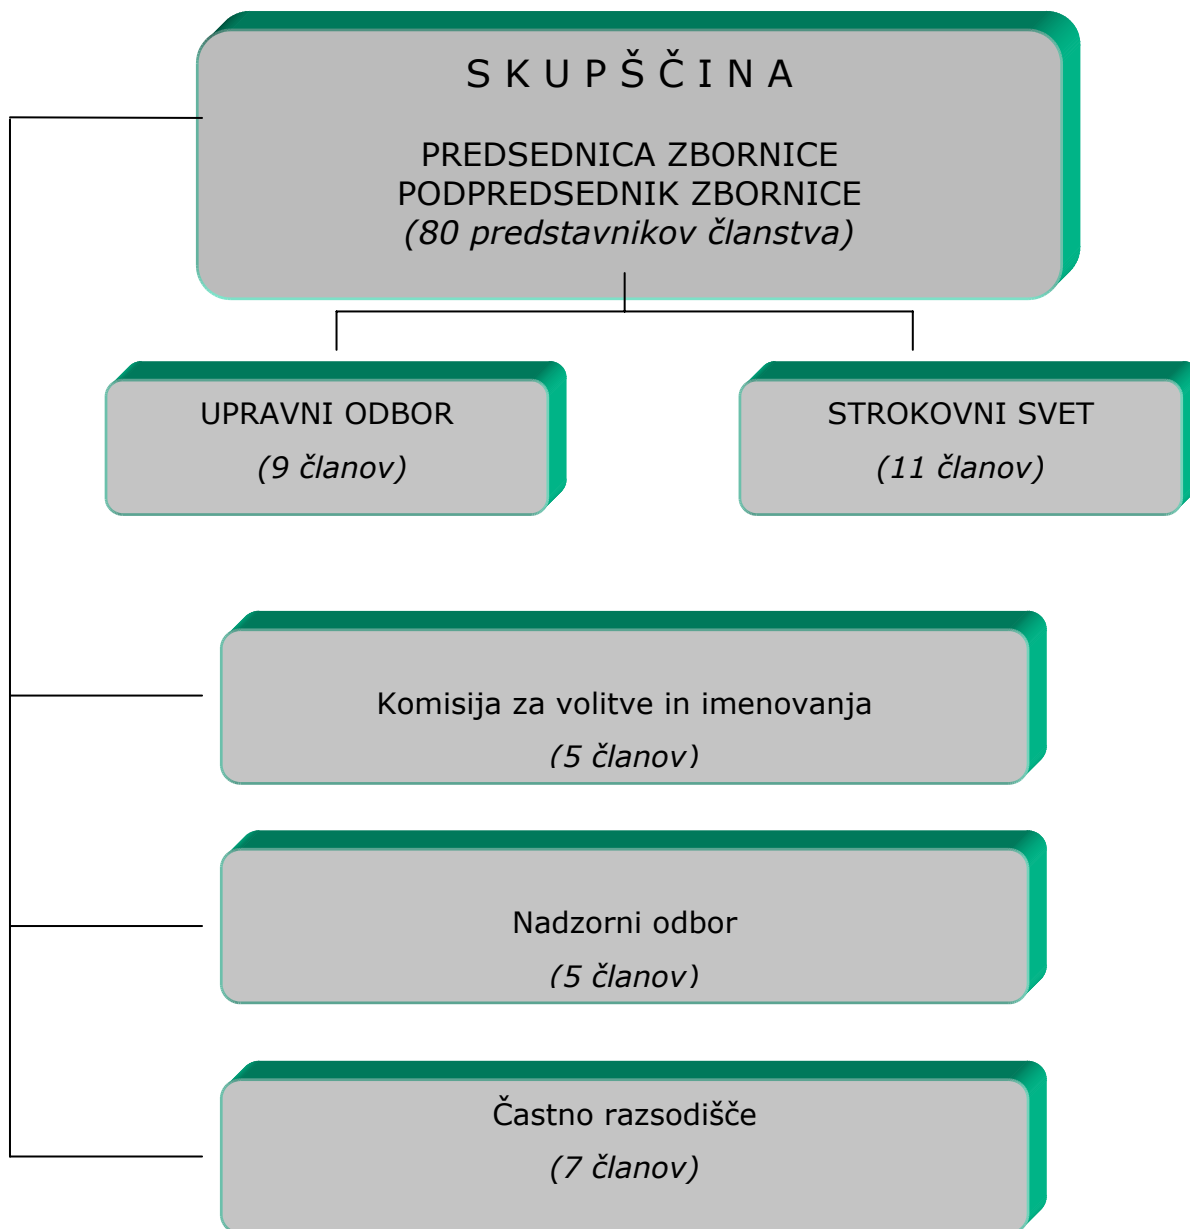 S K U P Š Č I N A
PREDSEDNICA ZBORNICE
PODPREDSEDNIK ZBORNICE
(80 predstavnikov članstva)
UPRAVNI ODBOR
(9 članov)
STROKOVNI SVET
(11 članov)
Komisija za volitve in imenovanja
(5 članov)
Nadzorni odbor
(5 članov)
Častno razsodišče
(7 članov)